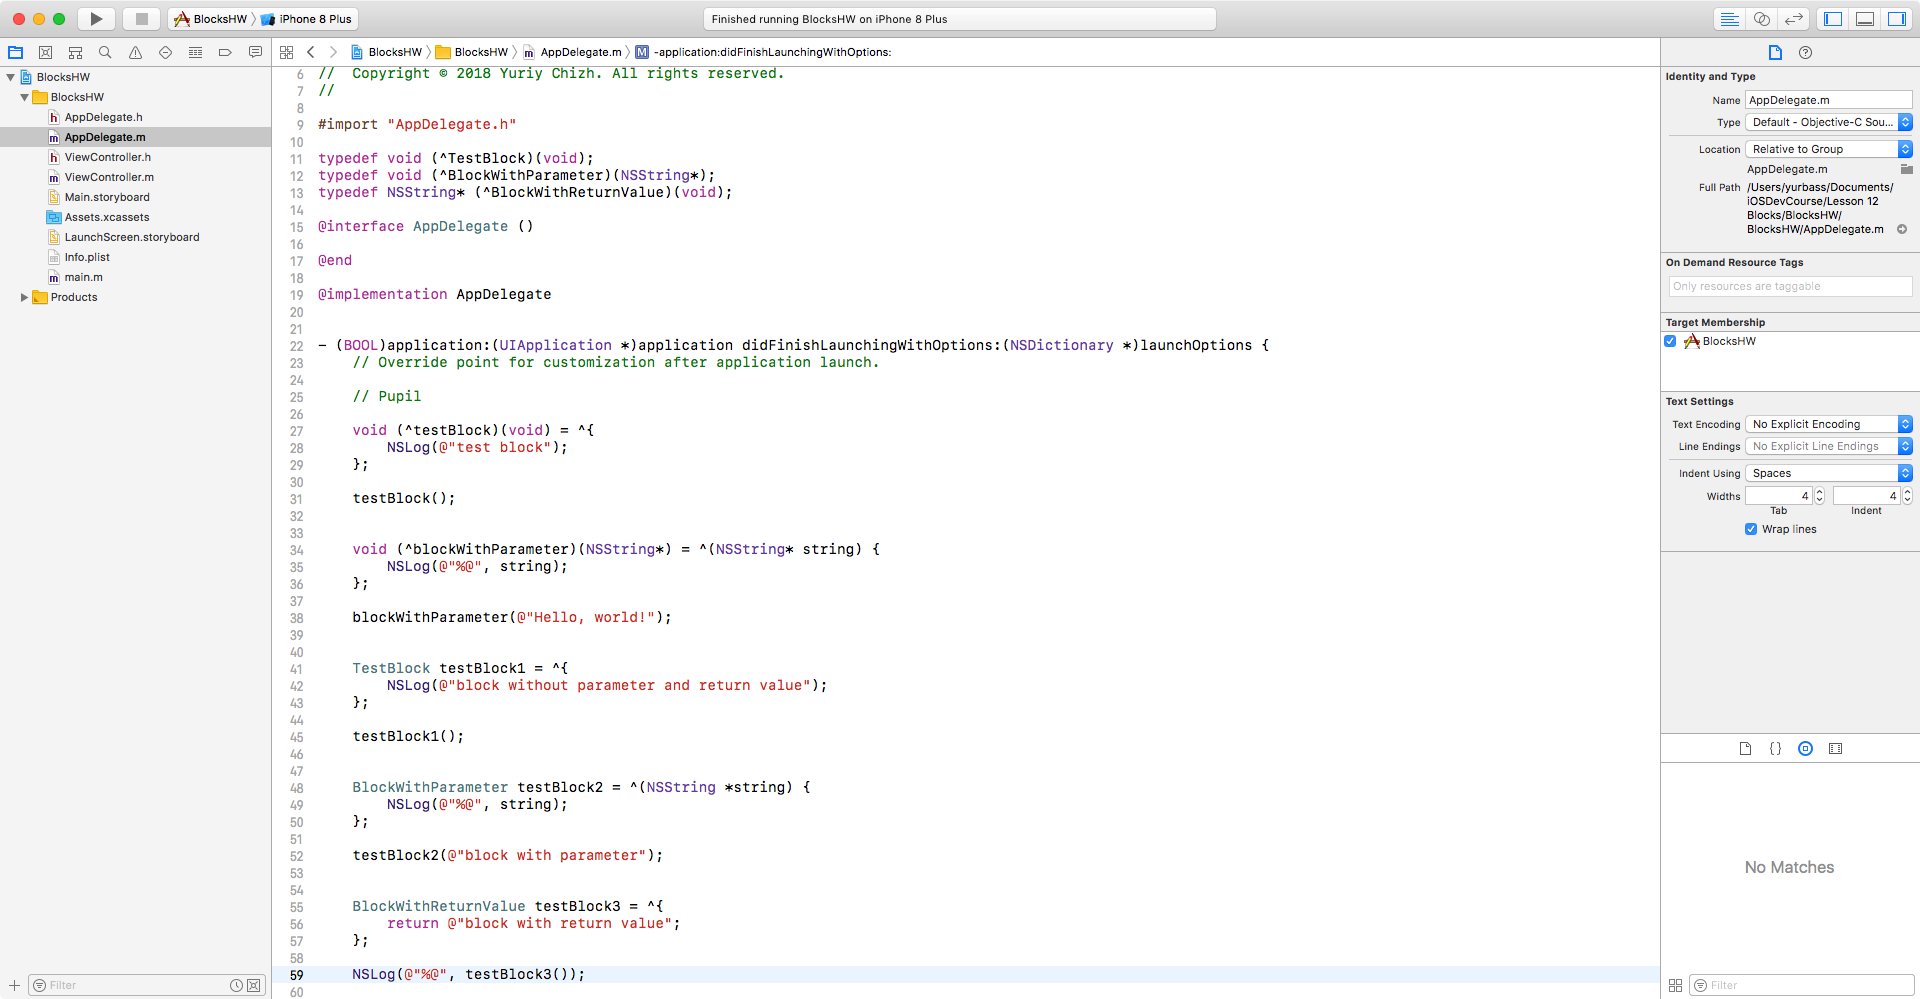 BlocksHW
iPhone 8 Plus
Finished running BlocksHW on iPhone 8 Plus
BlocksHW
BlocksHW
AppDelegate.m
-application:didFinishLaunchingWithOptions:
BlocksHW
BlocksHW
AppDelegate.h
AppDelegate.m
ViewController.h
ViewController.m
Main.storyboard
Assets.xcassets
LaunchScreen.storyboard
Info.plist
main.m
Products
Filter
6 //  Copyright © 2018 Yuriy Chizh. All rights reserved.
7 //
8
9 #import "AppDelegate.h"
10
11 typedef void (^TestBlock)(void);
12 typedef void (^BlockWithParameter)(NSString*);
13 typedef NSString* (^BlockWithReturnValue)(void);
14
15 @interface AppDelegate ()
16
17 @end
18
19 @implementation AppDelegate
20
21
22 - (BOOL)application:(UIApplication *)application didFinishLaunchingWithOptions:(NSDictionary *)launchOptions {
23     // Override point for customization after application launch.
24
25     // Pupil
26
27     void (^testBlock)(void) = ^{
28         NSLog(@"test block");
29     };
30
31     testBlock();
32
33
34     void (^blockWithParameter)(NSString*) = ^(NSString* string) {
35         NSLog(@"%@", string);
36     };
37
38     blockWithParameter(@"Hello, world!");
39
40
41     TestBlock testBlock1 = ^{
42         NSLog(@"block without parameter and return value");
43     };
44
45     testBlock1();
46
47
48     BlockWithParameter testBlock2 = ^(NSString *string) {
49         NSLog(@"%@", string);
50     };
51
52     testBlock2(@"block with parameter");
53
54
55     BlockWithReturnValue testBlock3 = ^{
56         return @"block with return value";
57     };
58
59     NSLog(@"%@", testBlock3());
60
Identity and Type
Name AppDelegate.m
Type Default - Objective-C Sou...
Location Relative to Group
AppDelegate.m
Full Path /Users/yurbass/Documents/
iOSDevCourse/Lesson 12
Blocks/BlocksHW/
BlocksHW/AppDelegate.m
On Demand Resource Tags
Only resources are taggable
Target Membership
BlocksHW
Text Settings
Text Encoding No Explicit Encoding
Line Endings No Explicit Line Endings
Indent Using Spaces
Widths 4 4
Tab Indent
Wrap lines
No Matches
Filter